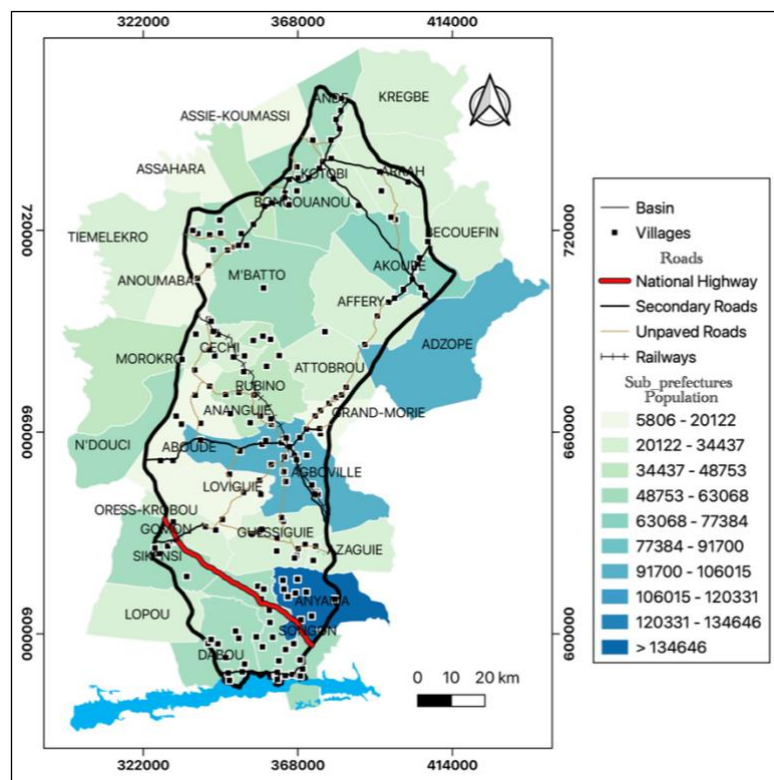 322000 368000 414000
ANDE
KREGBE
ASSIE-KOUMASSI
ASSAHARA
KOTOBI
ARRAH
BONGOUANOU
720000
TIEMELEKRO
BECOUEFIN
720000
AKOUPE
ANOUMABA
M'BATTO
AFFERY
ADZOPE
CECHI
MOROKRO
ATTOBROU
RUBINO
ANANGUIE
GRAND-MORIE
660000
N'DOUCI
ABOUDE
660000
AGBOVILLE
LOVIGUIE
ORESS-KROBOU
GOMON
GUESSIGUIE
AZAGUIE
SIKENSI
LOPOU
ANYAMA
SONGON
600000
DABOU
600000
0 10 20 km
322000 368000 414000
Basin
Villages
Roads
National Highway
Secondary Roads
Unpaved Roads
Railways
Sub_prefectures
Population
5806 - 20122
20122 - 34437
34437 - 48753
48753 - 63068
63068 - 77384
77384 - 91700
91700 - 106015
106015 - 120331
120331 - 134646
> 134646